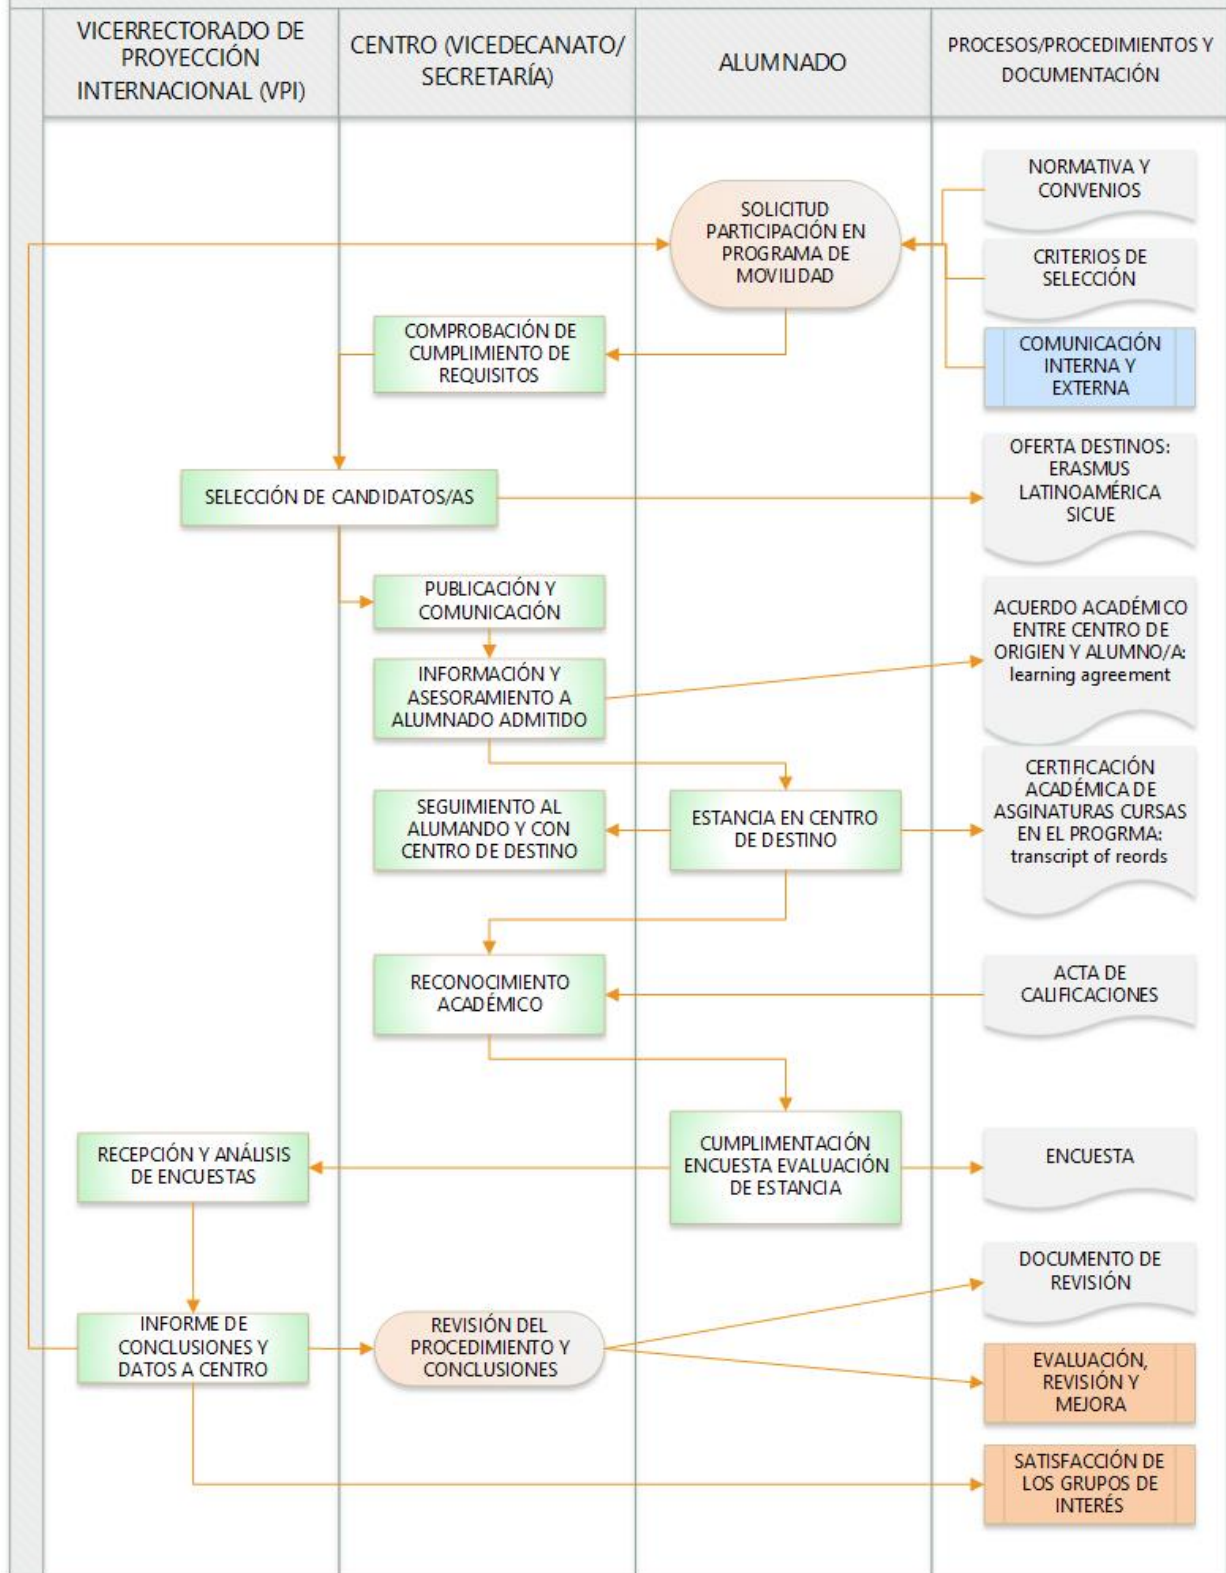 VICERRECTORADO DE
PROYECCIÓN
INTERNACIONAL (VPI)
CENTRO (VICEDECANATO/
SECRETARÍA)
ALUMNADO
PROCESOS/PROCEDIMIENTOS Y
DOCUMENTACIÓN
NORMATIVA Y
CONVENIOS
SOLICITUD
PARTICIPACIÓN EN
PROGRAMA DE
MOVILIDAD
CRITERIOS DE
SELECCIÓN
COMPROBACIÓN DE
CUMPLIMIENTO DE
REQUISITOS
COMUNICACIÓN
INTERNA Y
EXTERNA
SELECCIÓN DE CANDIDATOS/AS
OFERTA DESTINOS:
ERASMUS
LATINOAMÉRICA
SICUE
PUBLICACIÓN Y
COMUNICACIÓN
INFORMACIÓN Y
ASESORAMIENTO A
ALUMNADO ADMITIDO
ACUERDO ACADÉMICO
ENTRE CENTRO DE
ORIGIEN Y ALUMNO/A:
learning agreement
SEGUIMIENTO AL
ALUMANDO Y CON
CENTRO DE DESTINO
ESTANCIA EN CENTRO
DE DESTINO
CERTIFICACIÓN
ACADÉMICA DE
ASGINATURAS CURSAS
EN EL PROGRMA:
transcript of reords
RECONOCIMIENTO
ACADÉMICO
ACTA DE
CALIFICACIONES
RECEPCIÓN Y ANÁLISIS
DE ENCUESTAS
CUMPLIMENTACIÓN
ENCUESTA EVALUACIÓN
DE ESTANCIA
ENCUESTA
DOCUMENTO DE
REVISIÓN
INFORME DE
CONCLUSIONES Y
DATOS A CENTRO
REVISIÓN DEL
PROCEDIMIENTO Y
CONCLUSIONES
EVALUACIÓN,
REVISIÓN Y
MEJORA
SATISFACCIÓN DE
LOS GRUPOS DE
INTERÉS